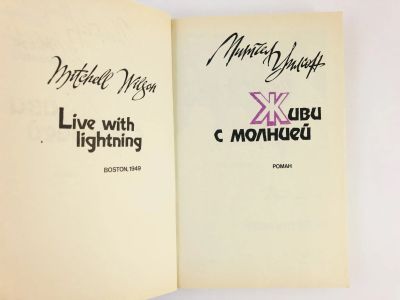 Mitchell Wilson
Live with
lightning
BOSTON, 1949
Митчел Уилсон
Живи
с молнией
РОМАН